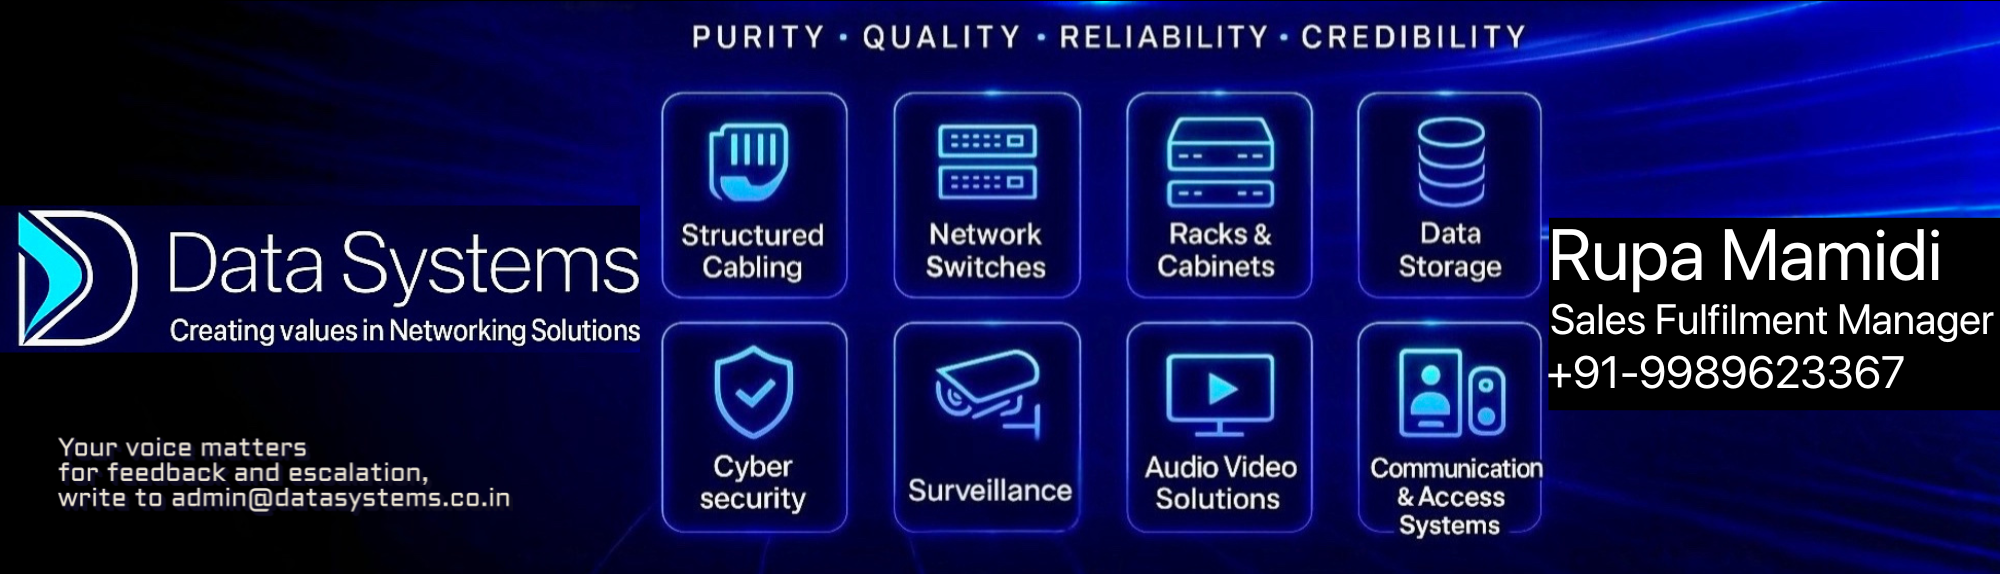 PURITY • QUALITY • RELIABILITY • CREDIBILITY
Data Systems
Creating values in Networking Solutions
Your voice matters
for feedback and escalation,
write to admin@datasystems.co.in
Structured
Cabling
Network
Switches
Racks &
Cabinets
Data
Storage
Cyber
security
Surveillance
Audio Video
Solutions
Communication
& Access
Systems
Rupa Mamidi
Sales Fulfilment Manager
+91-9989623367